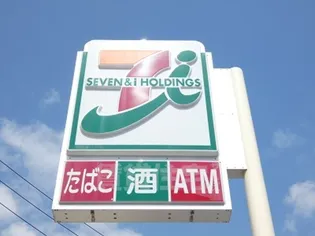 SEVEN & i HOLDINGS
たばこ 酒 ATM